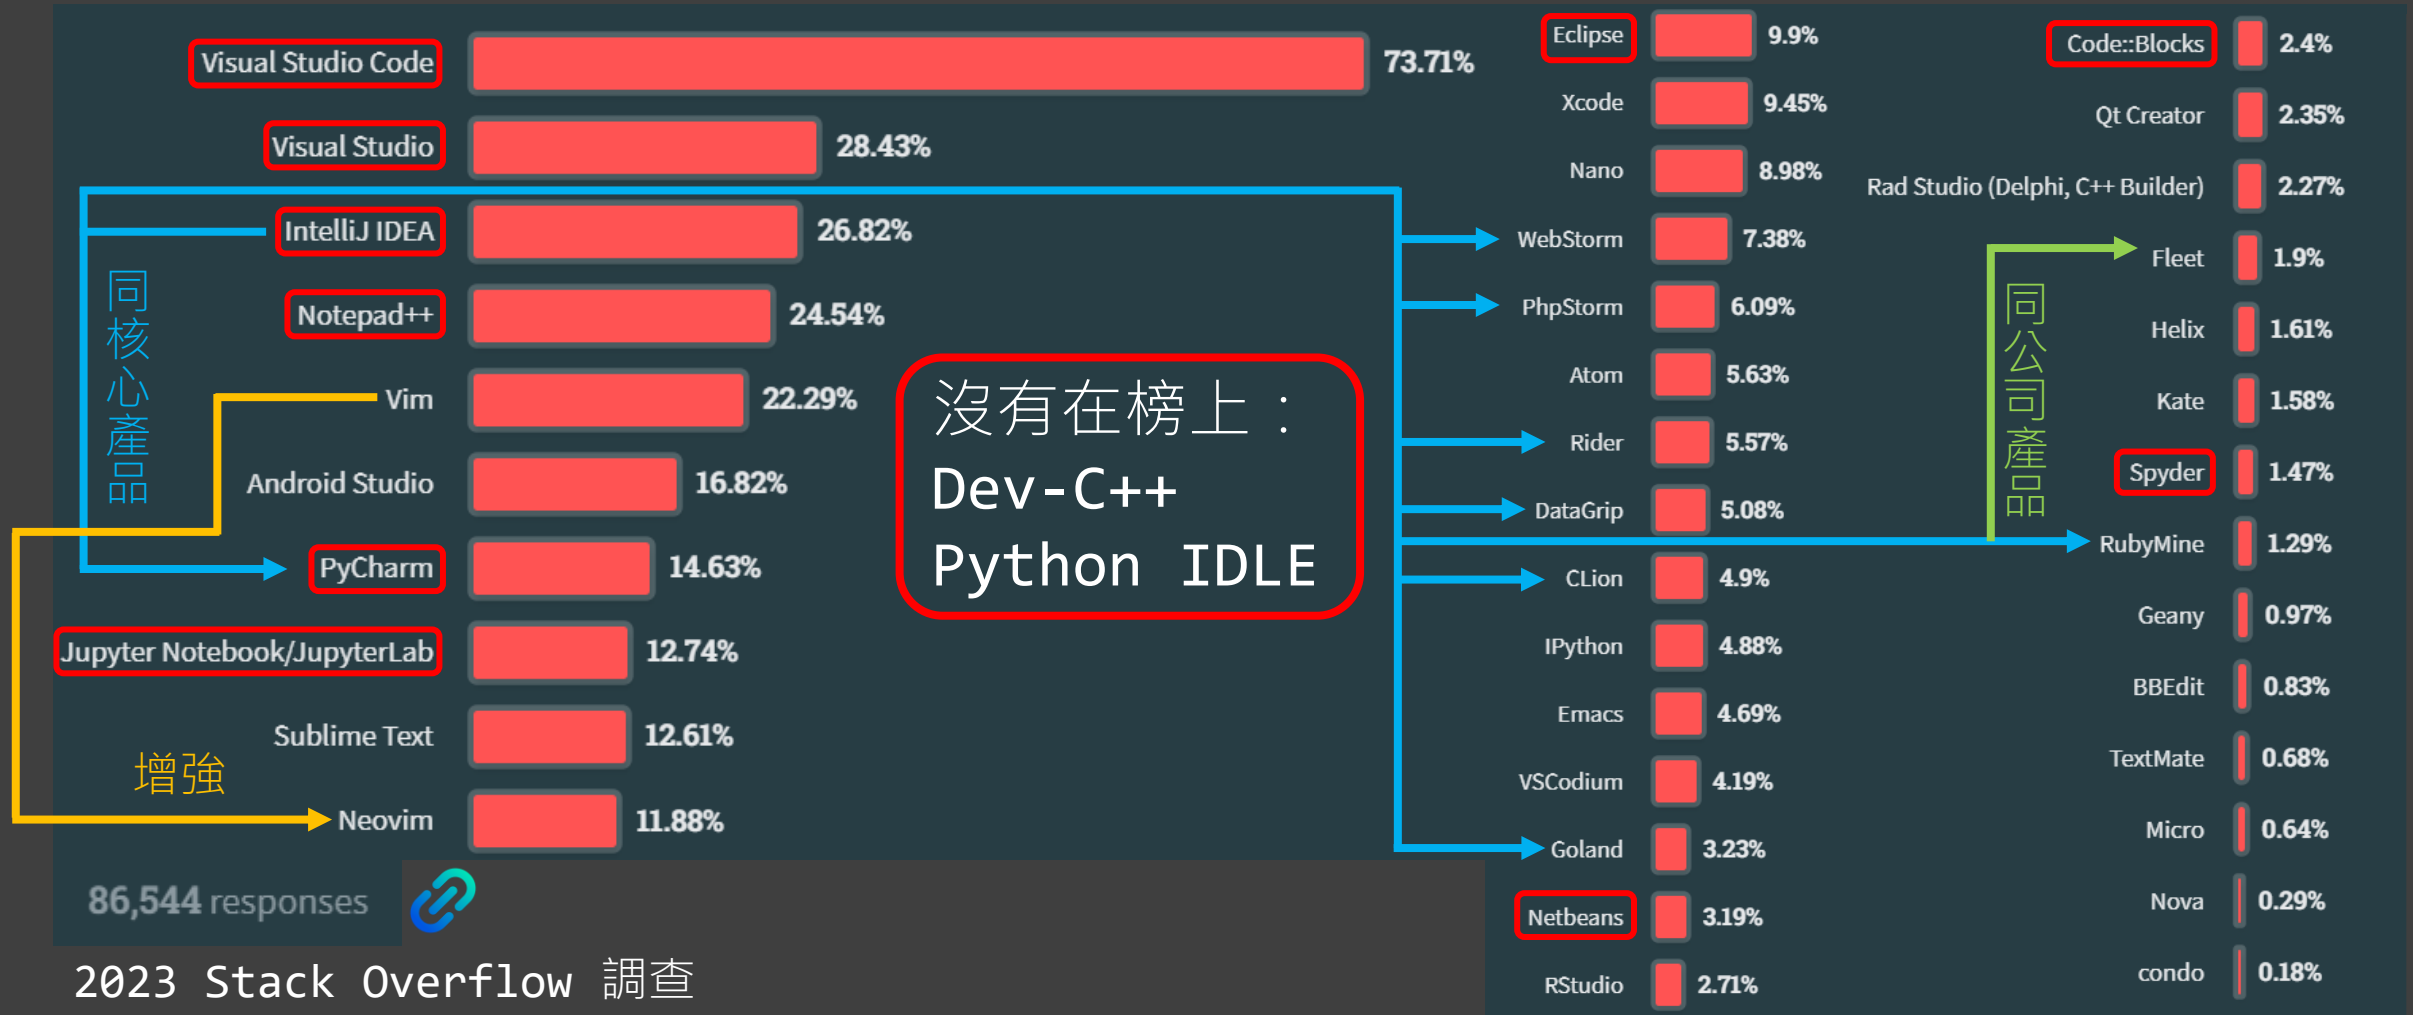 Visual Studio Code 73.71%
Visual Studio 28.43%
IntelliJ IDEA 26.82%
Notepad++ 24.54%
Vim 22.29%
Android Studio 16.82%
PyCharm 14.63%
Jupyter Notebook/JupyterLab 12.74%
Sublime Text 12.61%
Neovim 11.88%
同核心產品
增強
86,544 responses
2023 Stack Overflow 調查
沒有在榜上：
Dev-C++
Python IDLE
Eclipse 9.9%
Xcode 9.45%
Nano 8.98%
WebStorm 7.38%
PhpStorm 6.09%
Atom 5.63%
Rider 5.57%
DataGrip 5.08%
CLion 4.9%
IPython 4.88%
Emacs 4.69%
VSCodium 4.19%
Goland 3.23%
Netbeans 3.19%
RStudio 2.71%
Code::Blocks 2.4%
Qt Creator 2.35%
Rad Studio (Delphi, C++ Builder) 2.27%
Fleet 1.9%
Helix 1.61%
Kate 1.58%
Spyder 1.47%
RubyMine 1.29%
Geany 0.97%
BBEdit 0.83%
TextMate 0.68%
Micro 0.64%
Nova 0.29%
condo 0.18%
同公司產品